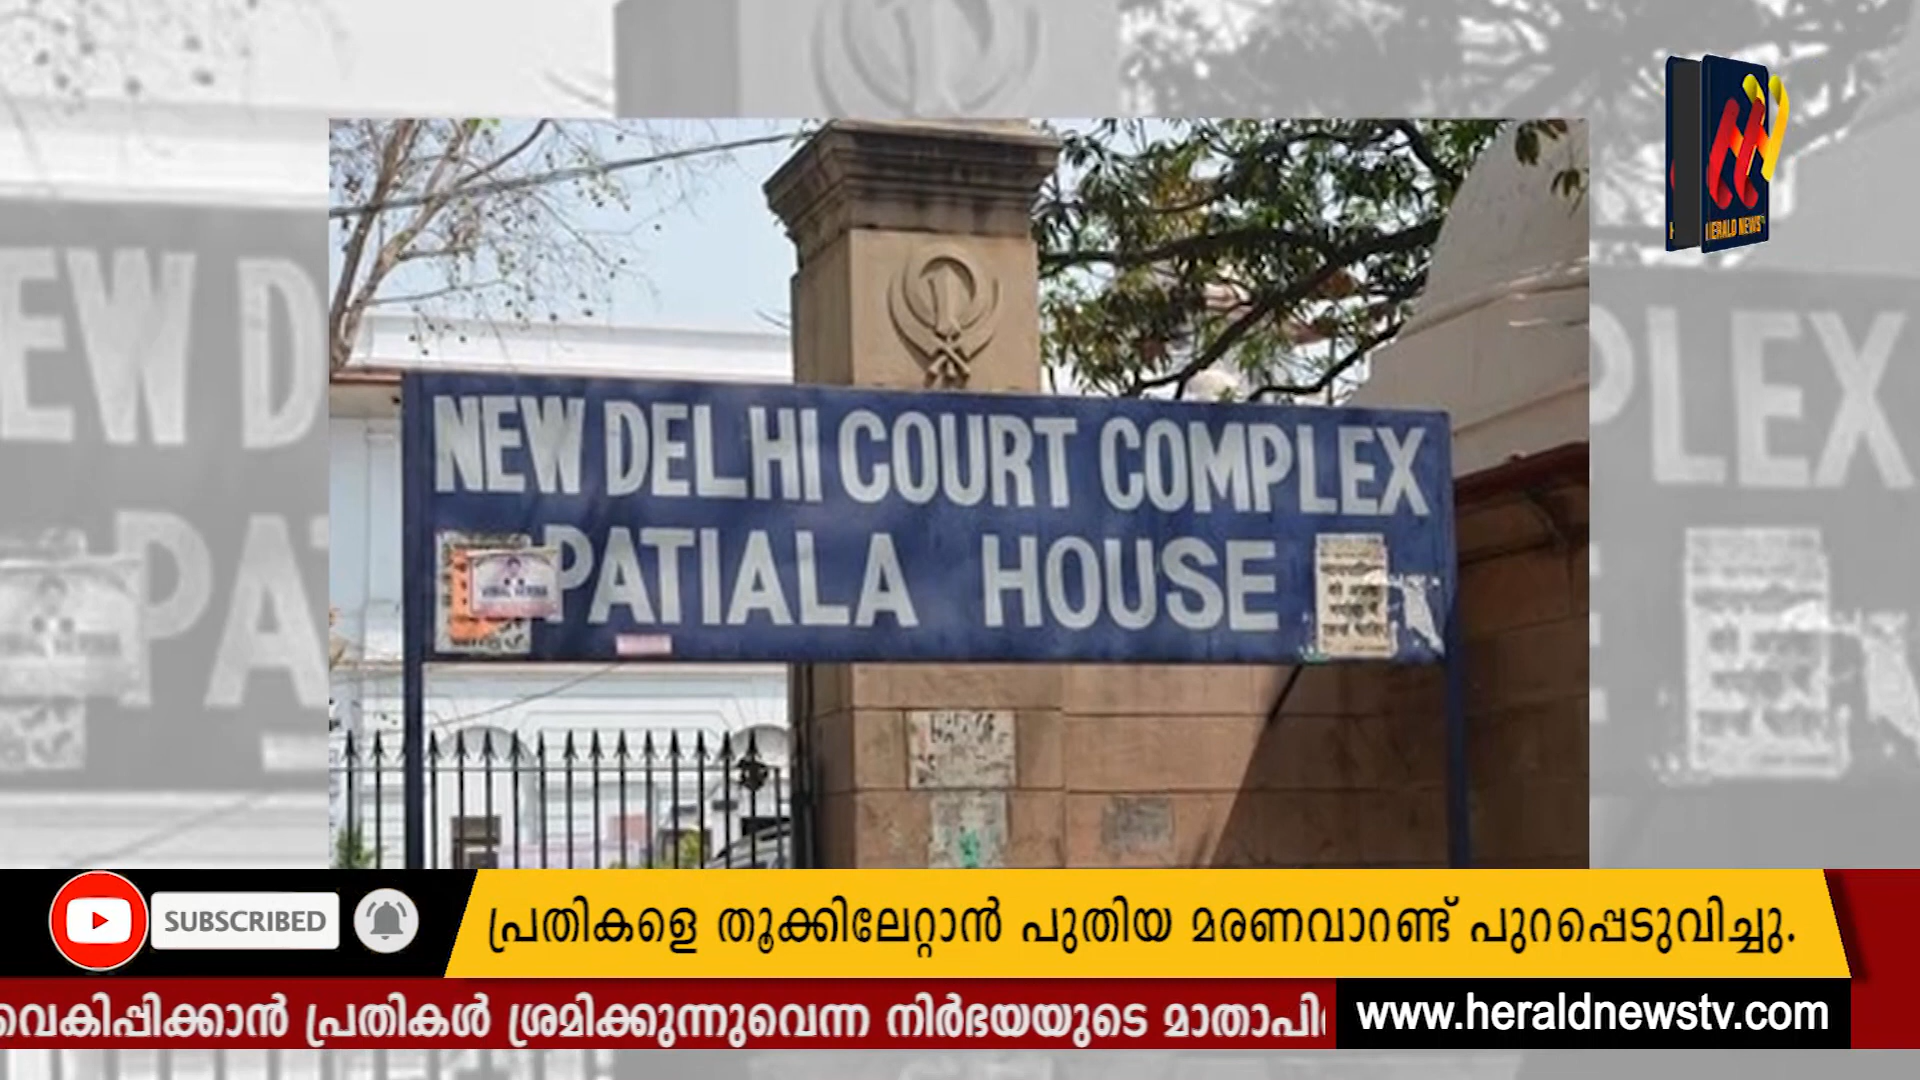 HERALD NEWS
NEW DELHI COURT COMPLEX
PATIALA HOUSE
SUBSCRIBED
പ്രതികളെ തൂക്കിലേറ്റാൻ പുതിയ മരണവാറണ്ട് പുറപ്പെടുവിച്ചു.
വൈകിപ്പിക്കാൻ പ്രതികൾ ശ്രമിക്കുന്നുവെന്ന നിർഭയയുടെ മാതാപി
www.heraldnewstv.com